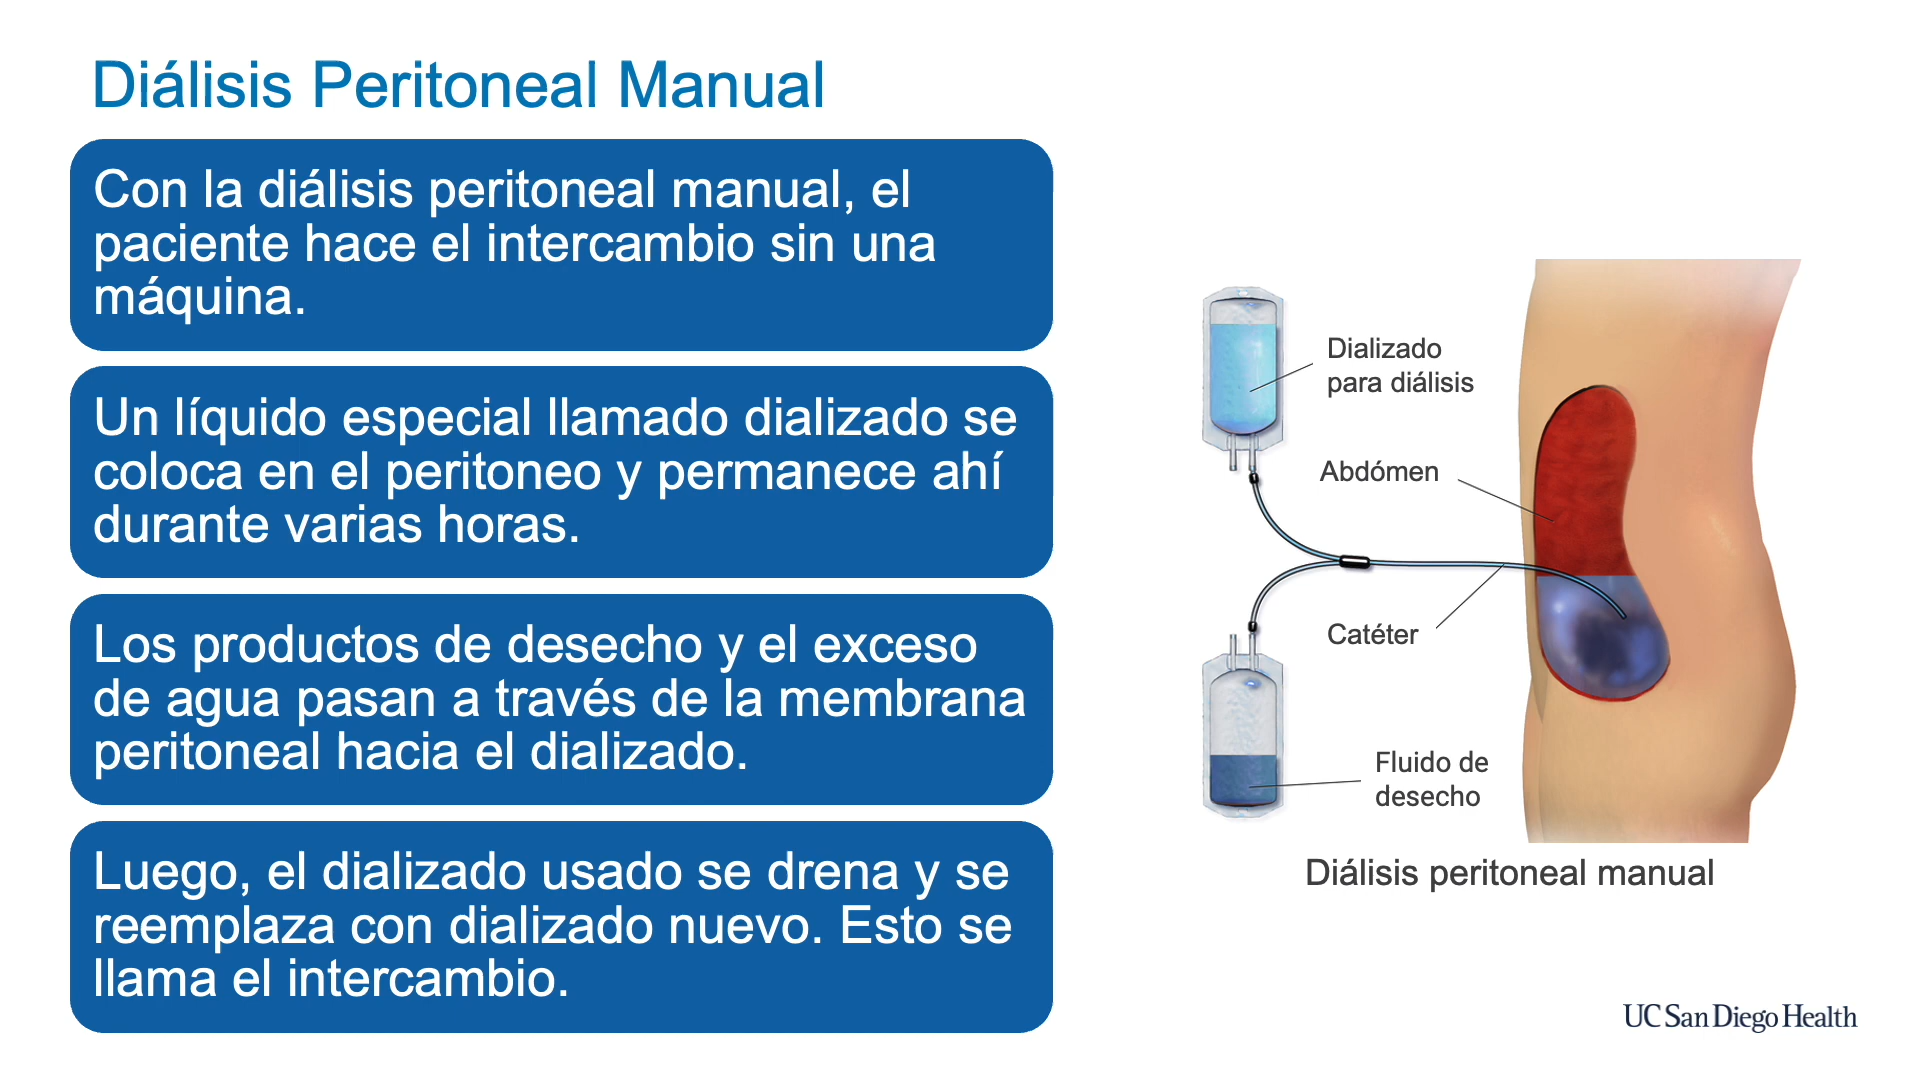 Diálisis Peritoneal Manual
Con la diálisis peritoneal manual, el
paciente hace el intercambio sin una
máquina.
Un líquido especial llamado dializado se
coloca en el peritoneo y permanece ahí
durante varias horas.
Los productos de desecho y el exceso
de agua pasan a través de la membrana
peritoneal hacia el dializado.
Luego, el dializado usado se drena y se
reemplaza con dializado nuevo. Esto se
llama el intercambio.
Dializado
para diálisis
Abdómen
Catéter
Fluido de
desecho
Diálisis peritoneal manual
UC San Diego Health